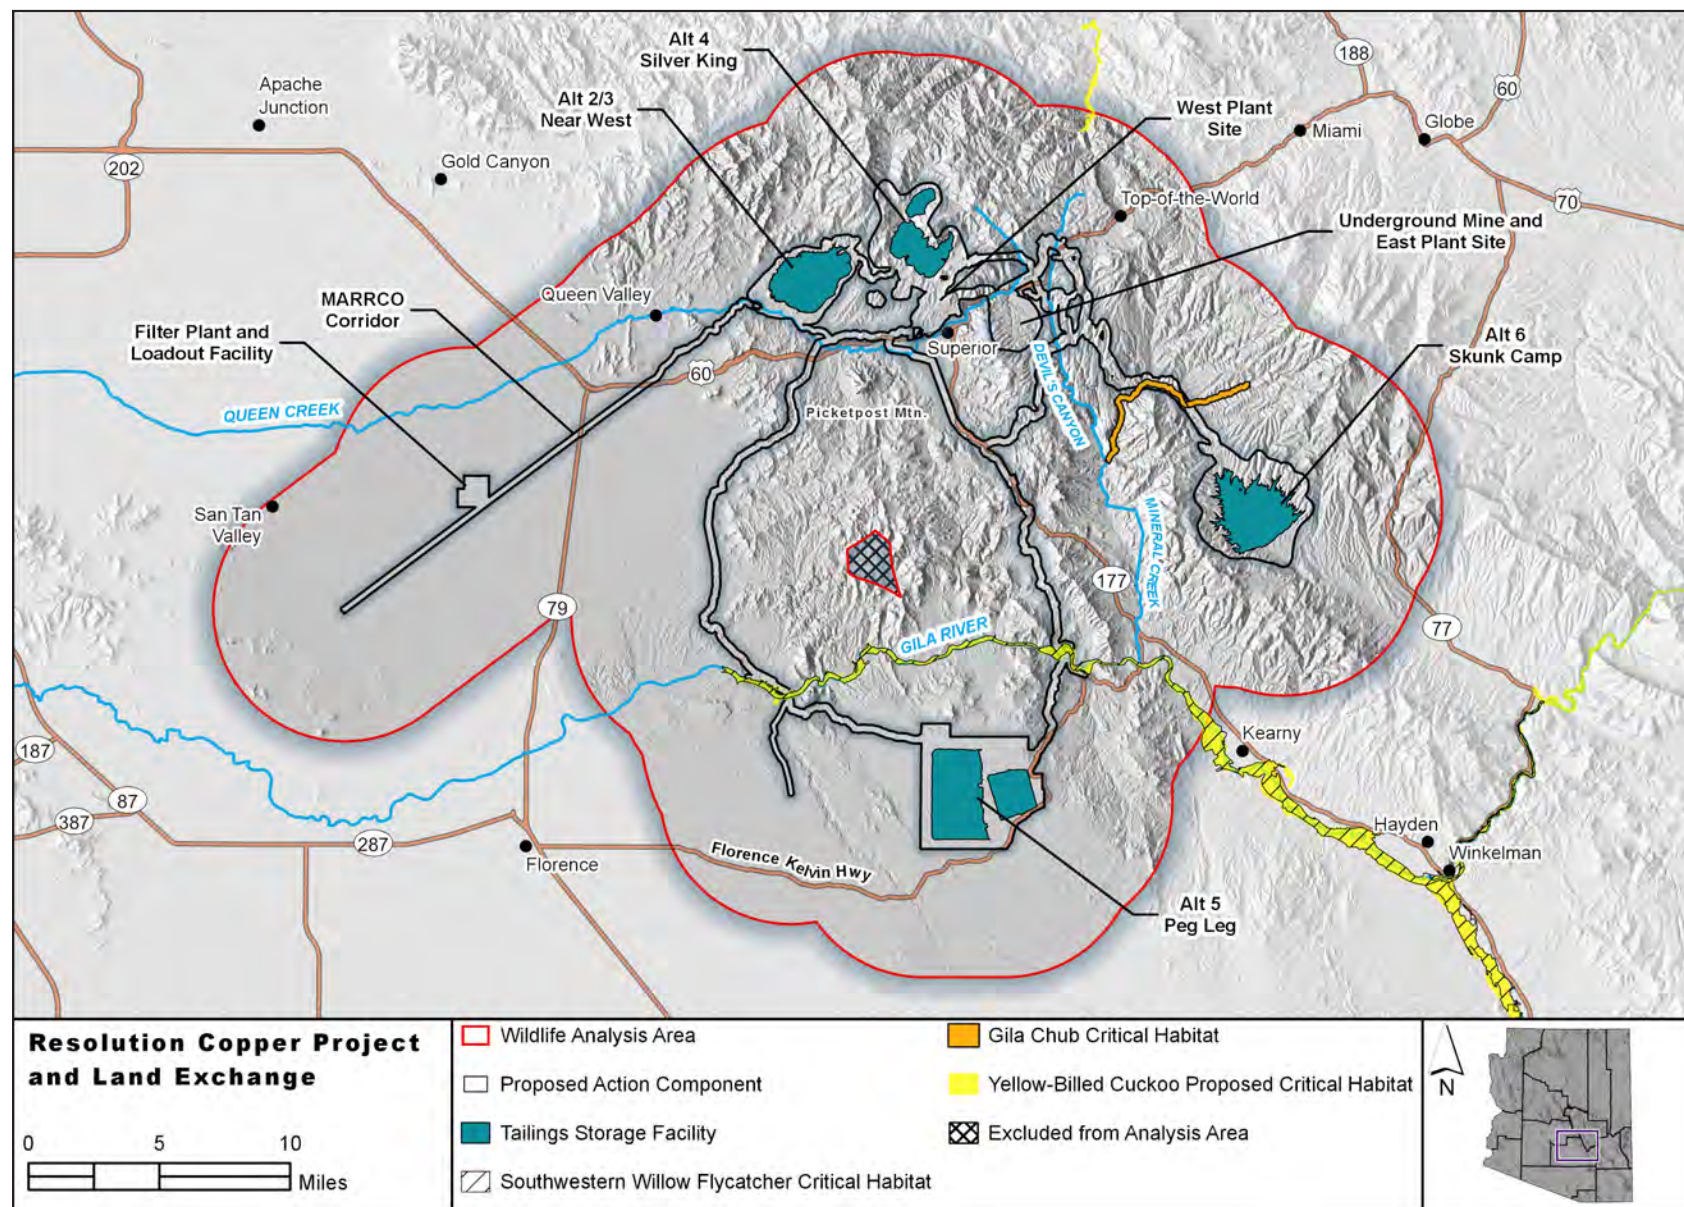 Alt 4
Silver King
188
60
Apache
Junction
Alt 2/3
Near West
West Plant
Site
Miami
Globe
202
Gold Canyon
70
Top-of-the-World
Underground Mine and
East Plant Site
MARRCO
Corridor
Queen Valley
Filter Plant and
Loadout Facility
Superior
Alt 6
Skunk Camp
60
DEVIL'S CANYON
QUEEN CREEK
Picketpost Mtn.
San Tan
Valley
MINERAL CREEK
177
79
77
GILA RIVER
187
Kearny
87
387
287
Hayden
Florence
Florence Kelvin Hwy
Winkelman
Alt 5
Peg Leg
Resolution Copper Project
and Land Exchange
0 5 10
Miles
Wildlife Analysis Area
Proposed Action Component
Tailings Storage Facility
Southwestern Willow Flycatcher Critical Habitat
Gila Chub Critical Habitat
Yellow-Billed Cuckoo Proposed Critical Habitat
Excluded from Analysis Area
N